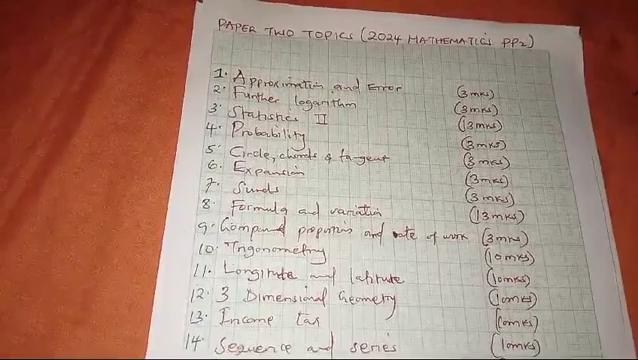 PAPER TWO TOPICS (2024 MATHEMATICS PP2)
1. Approximation and Error (3mks)
2. Further logarithm (3mks)
3. Statistics II (13mks)
4. Probability (3mks)
5. Circle, chords & tangent (3mks)
6. Expansion (3mks)
7. Surds (3mks)
8. Formula and variation (13mks)
9. Compound proportion and rate of work (3mks)
10. Trigonometry (10mks)
11. Longitude and latitude (10mks)
12. 3 Dimensional Geometry (10mks)
13. Income tax (10mks)
14. Sequence and series (10mks)